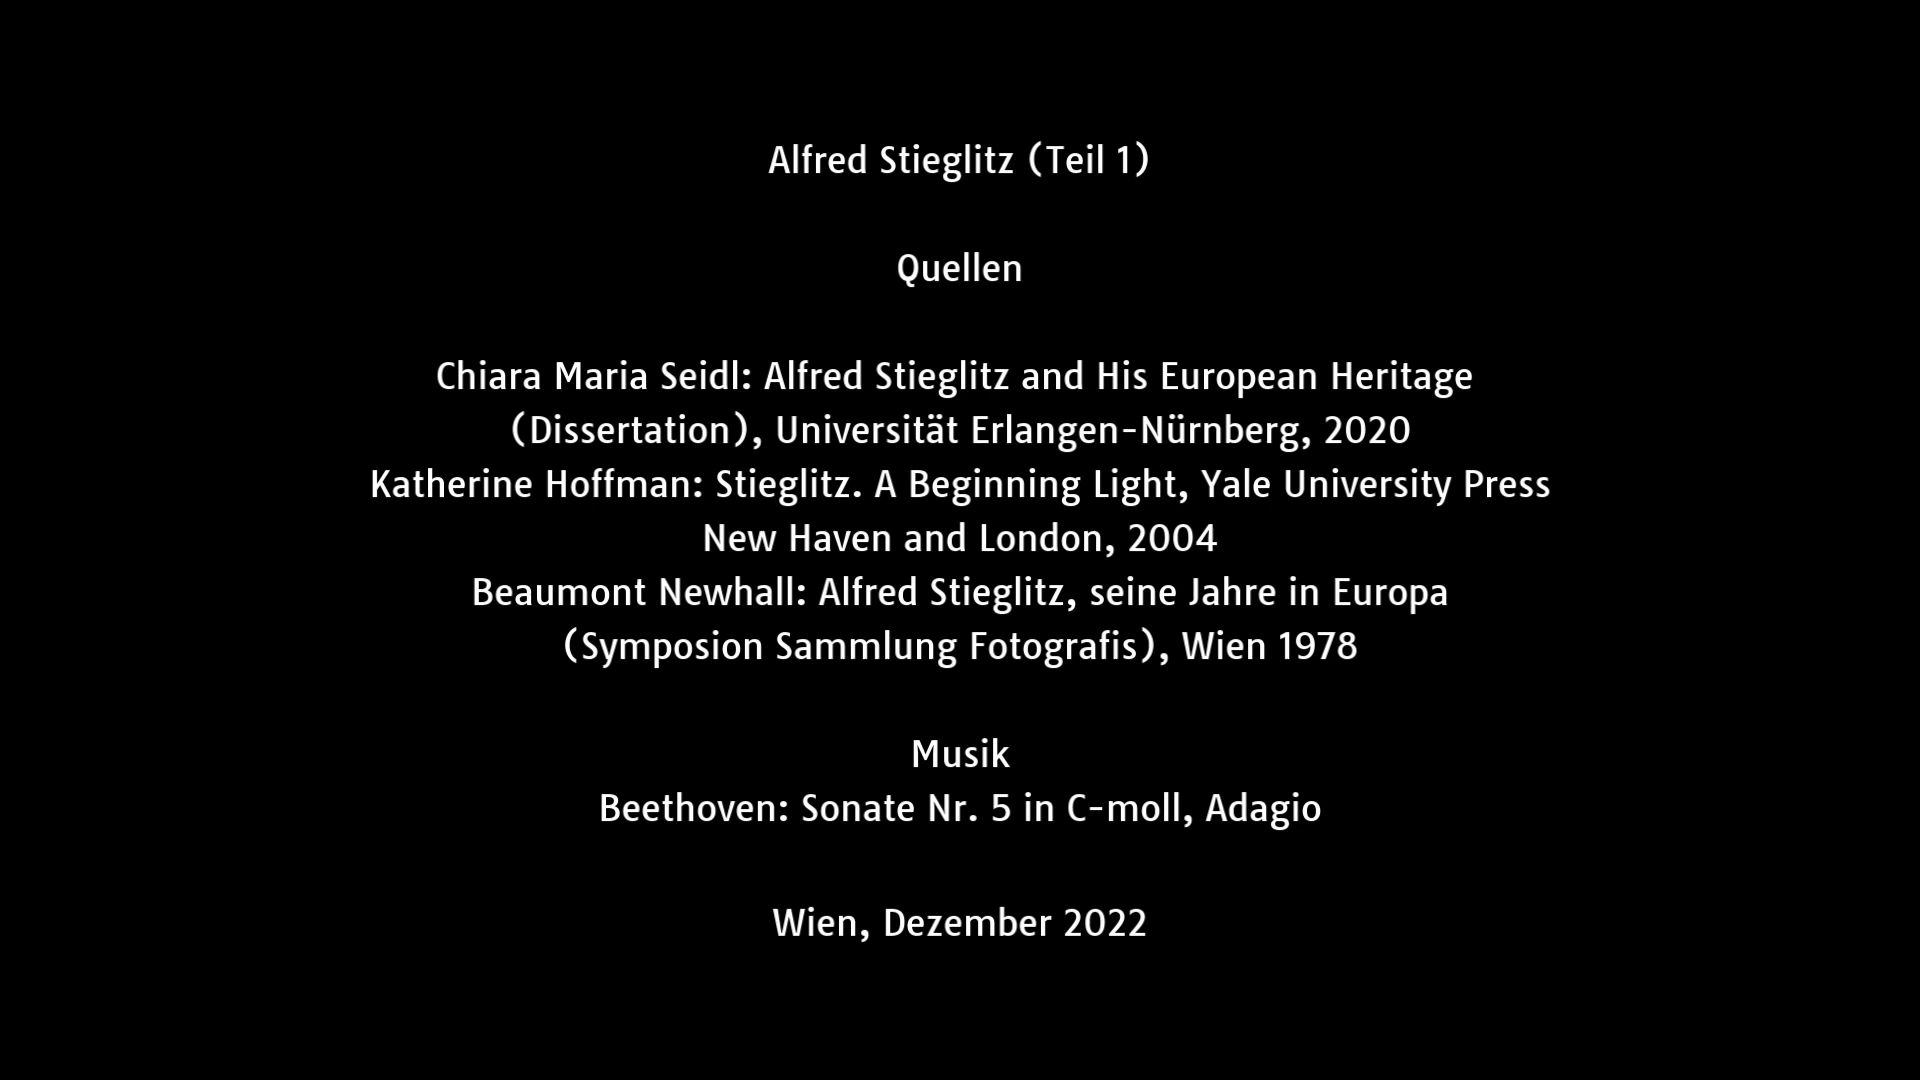 Alfred Stieglitz (Teil 1)
Quellen
Chiara Maria Seidl: Alfred Stieglitz and His European Heritage
(Dissertation), Universität Erlangen-Nürnberg, 2020
Katherine Hoffman: Stieglitz. A Beginning Light, Yale University Press
New Haven and London, 2004
Beaumont Newhall: Alfred Stieglitz, seine Jahre in Europa
(Symposion Sammlung Fotografis), Wien 1978
Musik
Beethoven: Sonate Nr. 5 in C-moll, Adagio
Wien, Dezember 2022